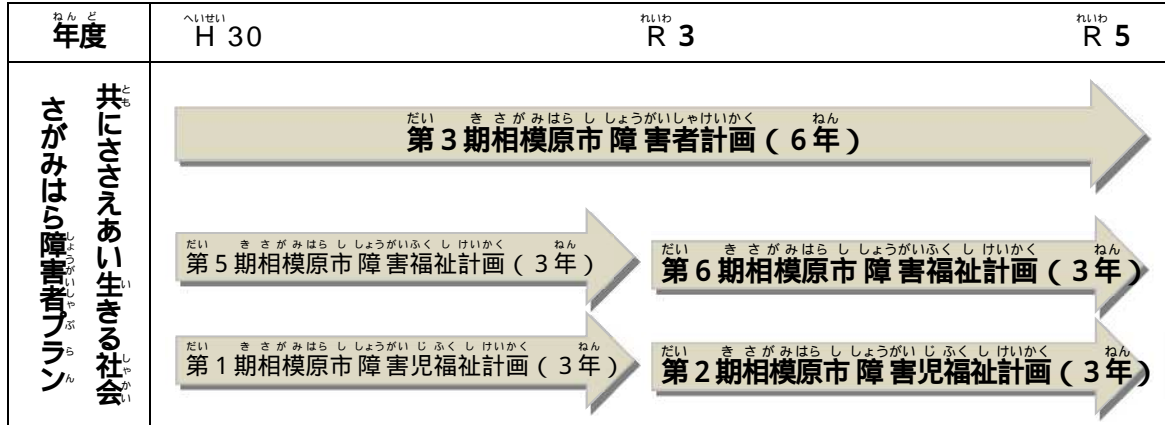 年度 H30 R3 R5
共にささえあい生きる社会
さがみはら障害者プラン
第3期相模原市障害者計画(6年)
第5期相模原市障害福祉計画(3年) 第6期相模原市障害福祉計画(3年)
第1期相模原市障害児福祉計画(3年) 第2期相模原市障害児福祉計画(3年)